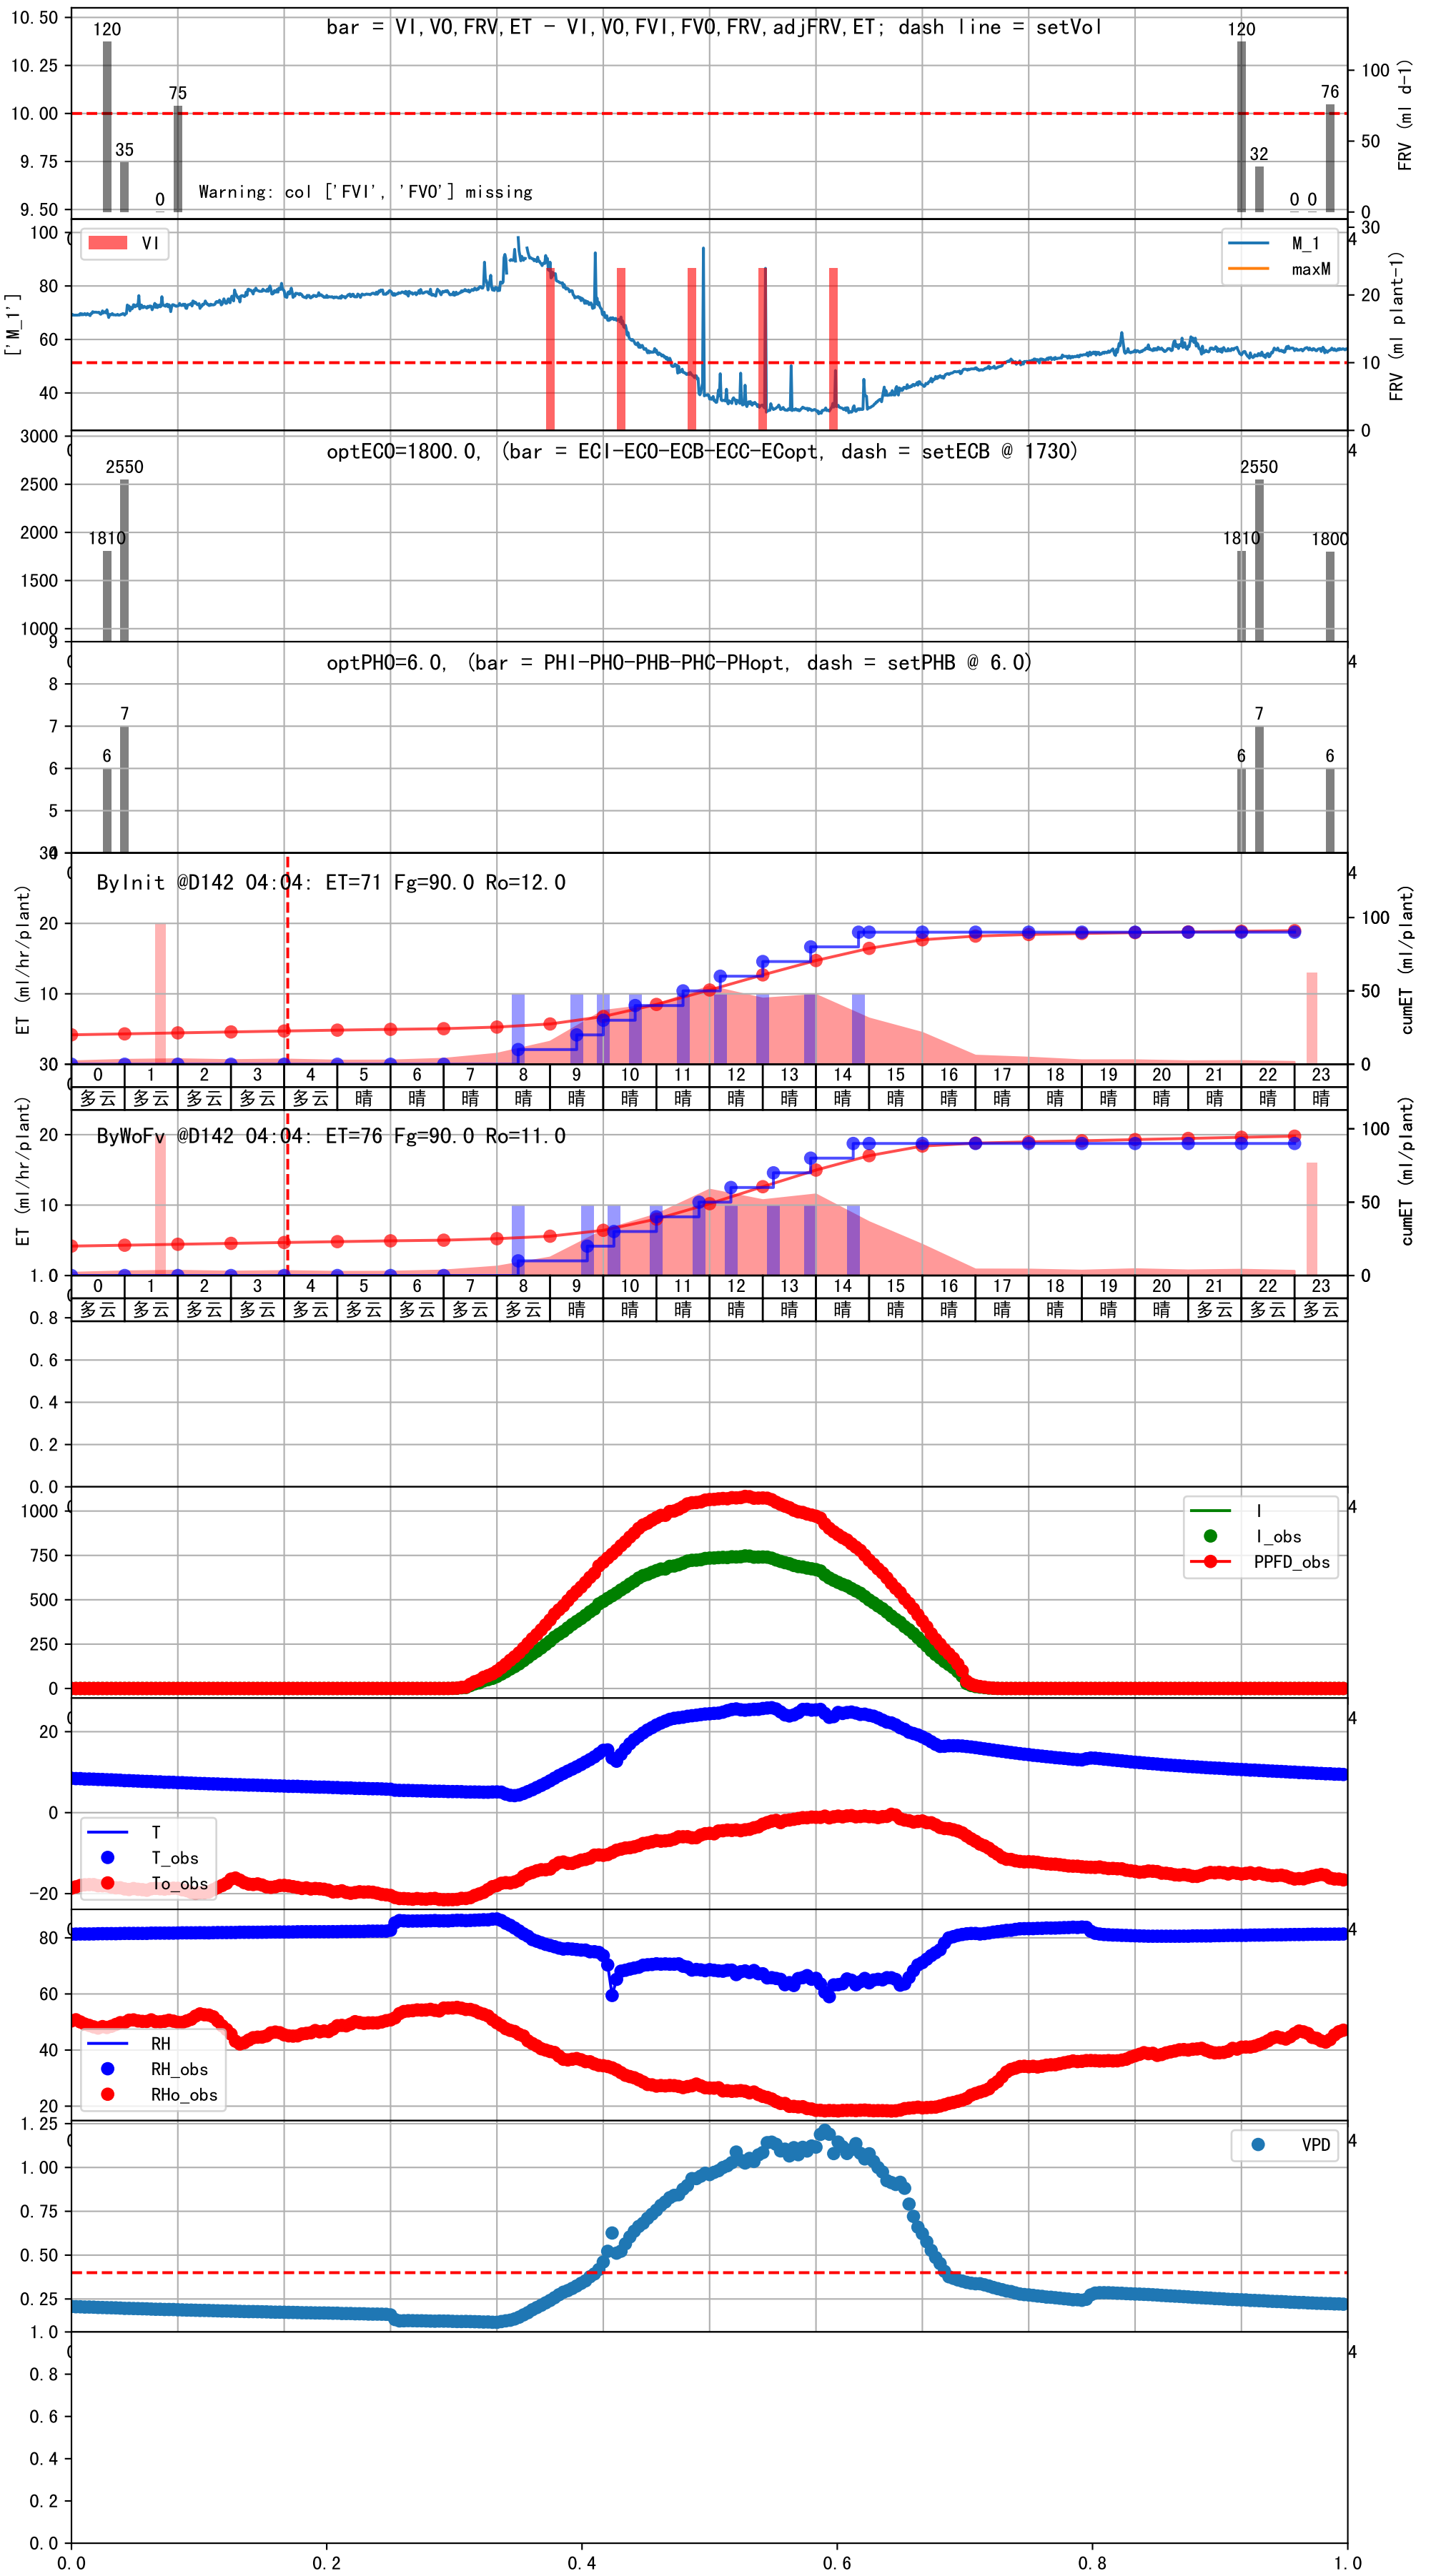 bar = VI,VO,FRV,ET - VI,VO,FVI,FVO,FRV,adjFRV,ET; dash line = setVol
10.50
10.25
10.00
9.75
9.50
120
35
0
75
120
32
0 0
76
Warning: col ['FVI', 'FVO'] missing
100
50
0
FRV (ml d-1)
['M_1']
100
80
60
40
VI
M_1
maxM
30
20
10
0
FRV (ml plant-1)
optECO=1800.0, (bar = ECI-ECO-ECB-ECC-ECopt, dash = setECB @ 1730)
3000
2500
2000
1500
1000
1810
2550
1810
2550
1800
optPHO=6.0, (bar = PHI-PHO-PHB-PHC-PHopt, dash = setPHB @ 6.0)
9
8
7
6
5
4
6
7
6
7
6
ByInit @D142 04:04: ET=71 Fg=90.0 Ro=12.0
ET (ml/hr/plant)
30
20
10
0
100
50
0
cumET (ml/plant)
0 1 2 3 4 5 6 7 8 9 10 11 12 13 14 15 16 17 18 19 20 21 22 23
多云 多云 多云 多云 多云 晴 晴 晴 晴 晴 晴 晴 晴 晴 晴 晴 晴 晴 晴 晴 晴 晴 晴 晴
ByWoFv @D142 04:04: ET=76 Fg=90.0 Ro=11.0
ET (ml/hr/plant)
30
20
10
100
50
0
cumET (ml/plant)
0 1 2 3 4 5 6 7 8 9 10 11 12 13 14 15 16 17 18 19 20 21 22 23
多云 多云 多云 多云 多云 多云 多云 多云 多云 晴 晴 晴 晴 晴 晴 晴 晴 晴 晴 晴 晴 多云 多云 多云
1.0
0.8
0.6
0.4
0.2
0.0
1000
750
500
250
0
I
I_obs
PPFD_obs
20
0
-20
T
T_obs
To_obs
80
60
40
20
RH
RH_obs
RHo_obs
1.25
1.00
0.75
0.50
0.25
VPD
1.0
0.8
0.6
0.4
0.2
0.0
0.0 0.2 0.4 0.6 0.8 1.0